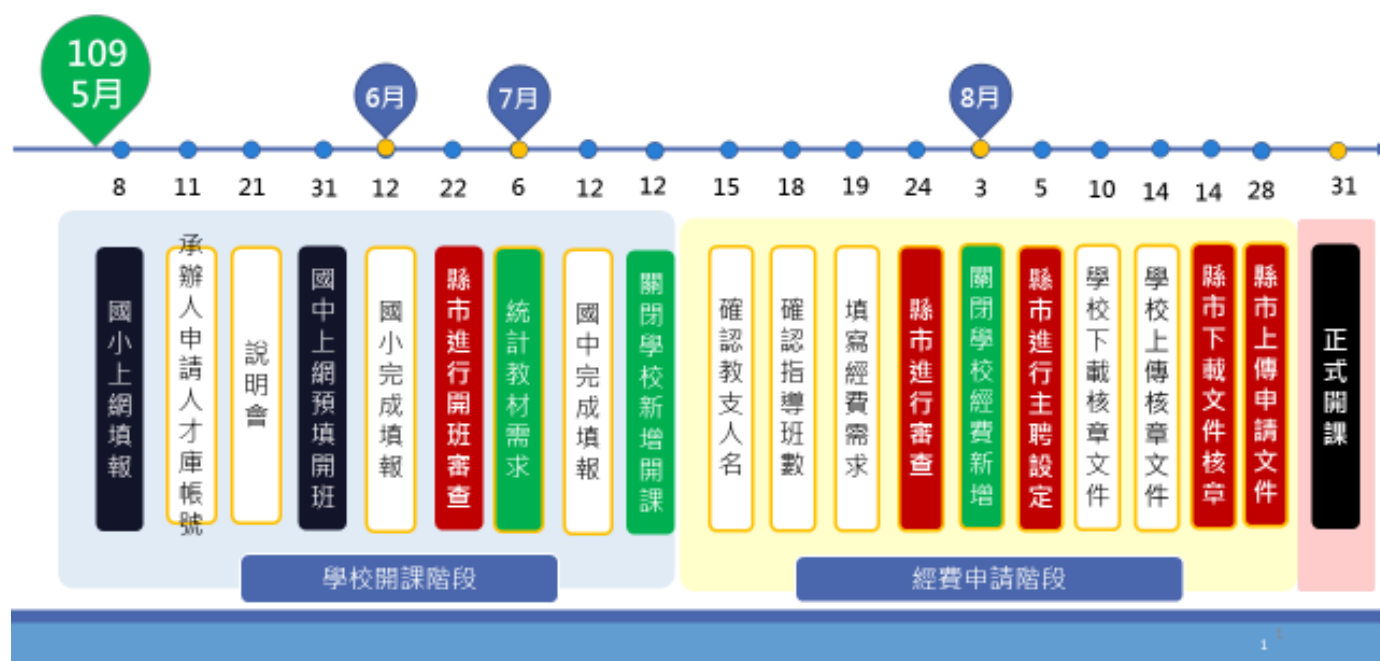 109
5月
6月
7月
8月
8
11
21
31
12
22
6
12
12
15
18
19
24
3
5
10
14
14
28
31
國小上網填報
承辦人申請人才庫帳號
說明會
國中上網預填開班
國小完成填報
縣市進行開班審查
統計教材需求
國中完成填報
關閉學校新增開課
確認教支人名
確認指導班數
填寫經費需求
縣市進行審查
關閉學校經費新增
縣市進行主聘設定
學校下載核章文件
學校上傳核章文件
縣市下載文件核章
縣市上傳申請文件
正式開課
學校開課階段
經費申請階段
1
1